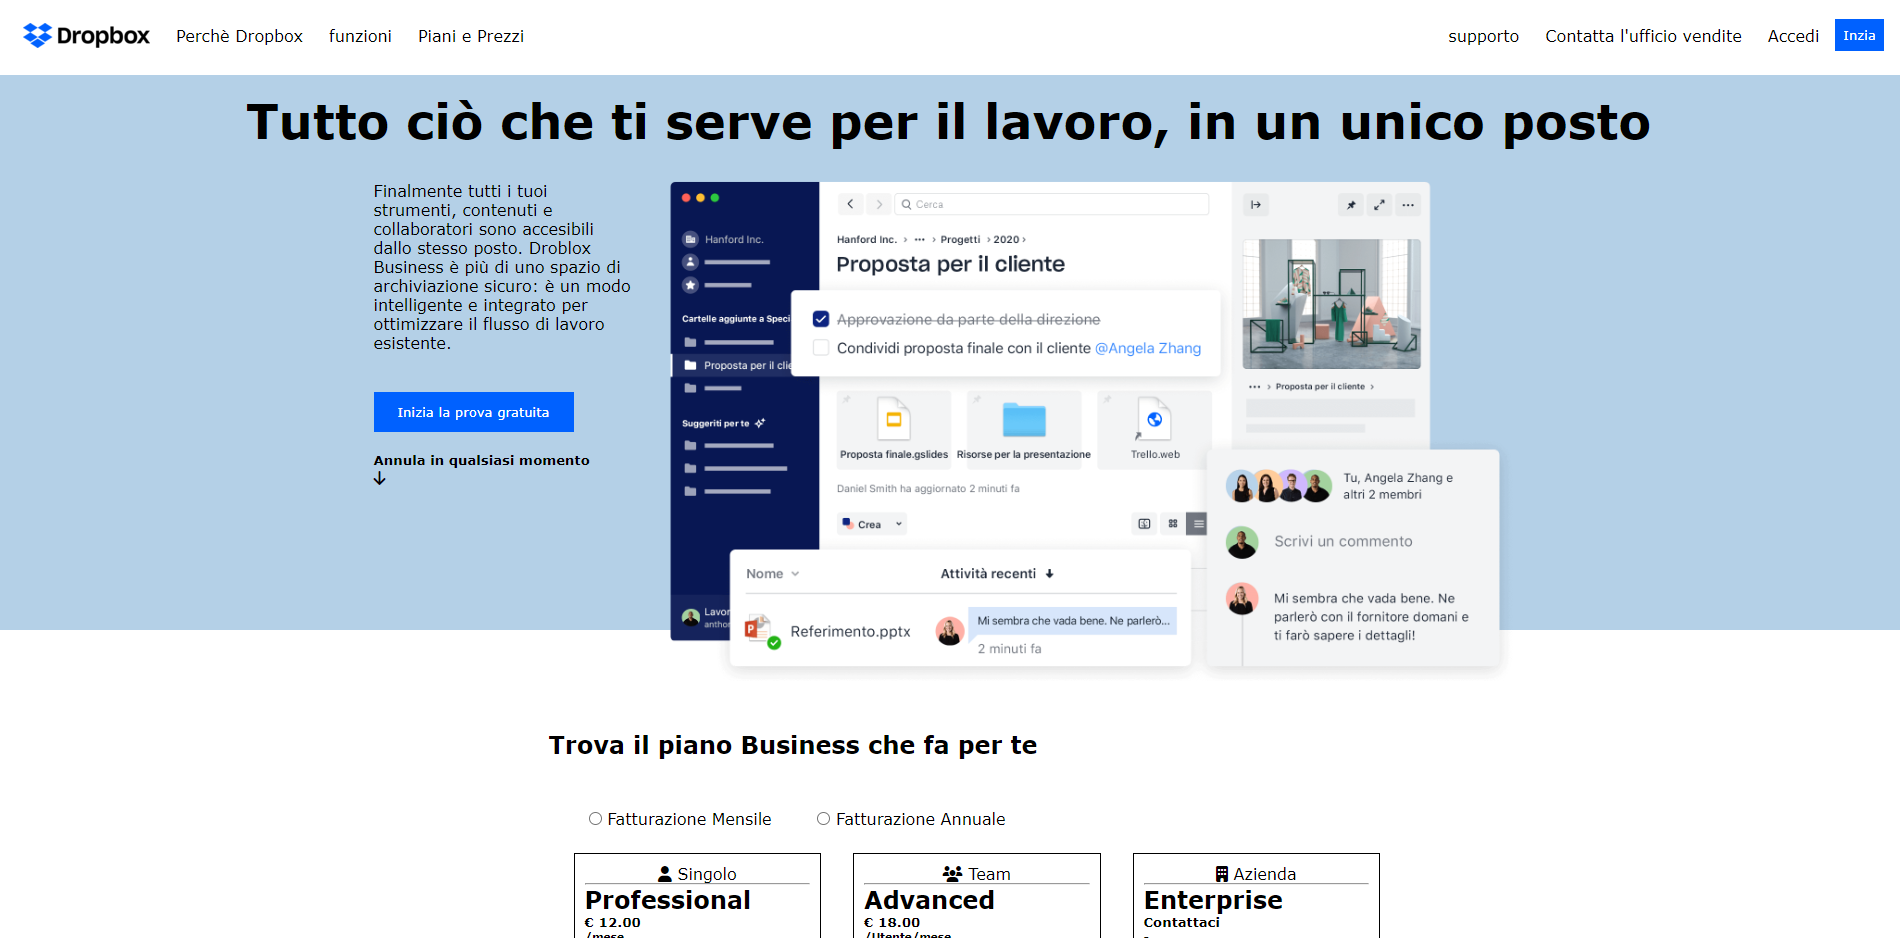 Dropbox
Perchè Dropbox
funzioni
Piani e Prezzi
supporto
Contatta l'ufficio vendite
Accedi
Inzia
Tutto ciò che ti serve per il lavoro, in un unico posto
Finalmente tutti i tuoi
strumenti, contenuti e
collaboratori sono accesibili
dallo stesso posto. Droblox
Business è più di uno spazio di
archiviazione sicuro: è un modo
intelligente e integrato per
ottimizzare il flusso di lavoro
esistente.
Inizia la prova gratuita
Annula in qualsiasi momento
Hanford Inc.
Cartelle aggiunte a Speci
Proposta per il clie
Suggeriti per te
Lavor
antho
Cerca
Hanford Inc. › ··· › Progetti › 2020 ›
Proposta per il cliente
Approvazione da parte della direzione
Condividi proposta finale con il cliente @Angela Zhang
Proposta finale.gslides
Risorse per la presentazione
Trello.web
Daniel Smith ha aggiornato 2 minuti fa
Crea
Nome
Attività recenti
Referimento.pptx
Mi sembra che vada bene. Ne parlerò...
2 minuti fa
··· › Proposta per il cliente ›
Tu, Angela Zhang e
altri 2 membri
Scrivi un commento
Mi sembra che vada bene. Ne
parlerò con il fornitore domani e
ti farò sapere i dettagli!
Trova il piano Business che fa per te
Fatturazione Mensile
Fatturazione Annuale
Singolo
Professional
€ 12.00
/mese
Team
Advanced
€ 18.00
/Utente/mese
Azienda
Enterprise
Contattaci